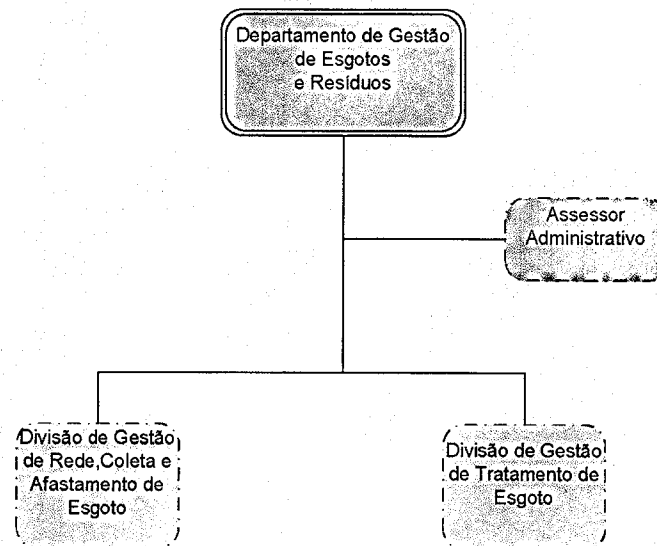 Departamento de Gestão
de Esgotos
e Resíduos
Assessor
Administrativo
Divisão de Gestão
de Rede,Coleta e
Afastamento de
Esgoto
Divisão de Gestão
de Tratamento de
Esgoto